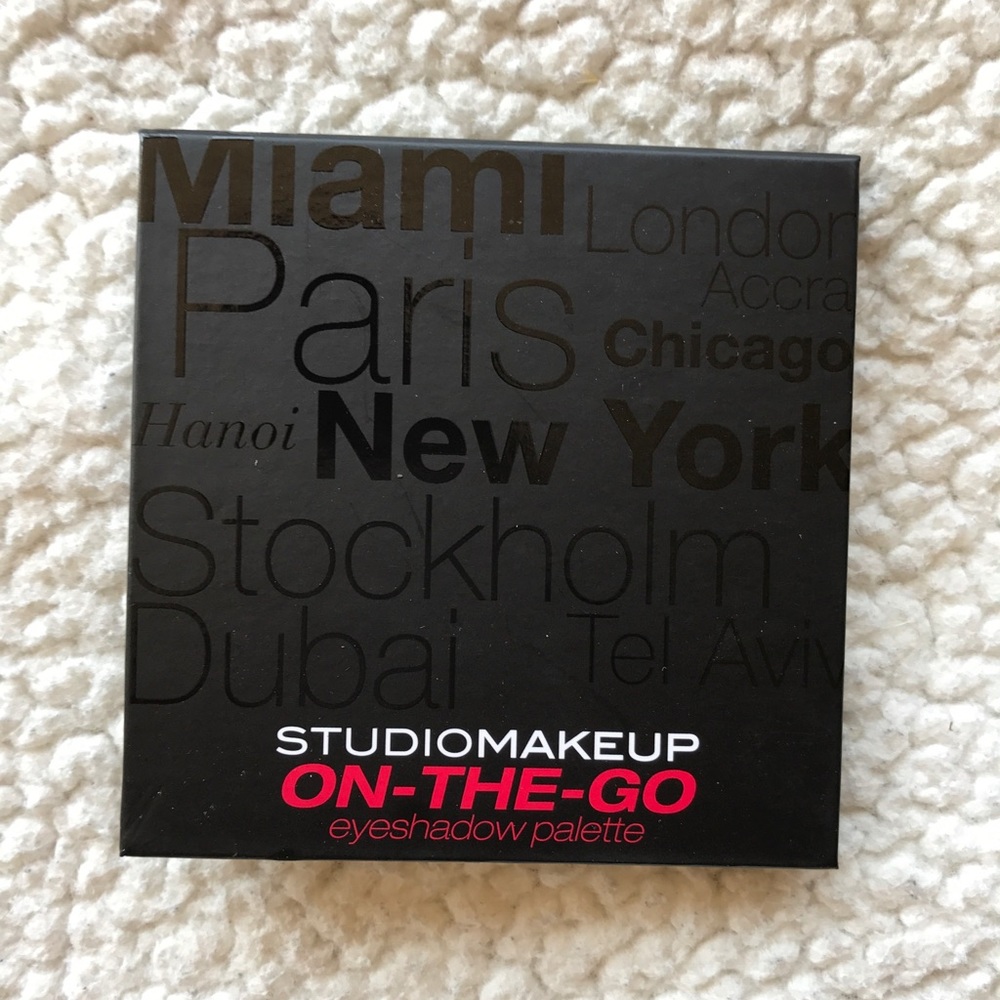 Miami
London
Paris
Accra
Chicago
Hanoi
New York
Stockholm
Dubai
Tel Aviv
STUDIOMAKEUP
ON-THE-GO
eyeshadow palette